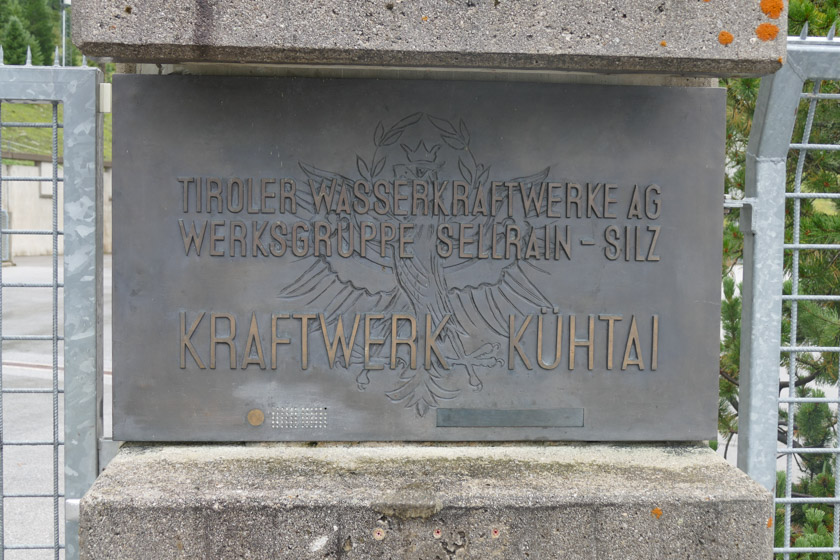 TIROLER WASSERKRAFTWERKE AG
WERKSGRUPPE SELLRAIN - SILZ
KRAFTWERK KÜHTAI